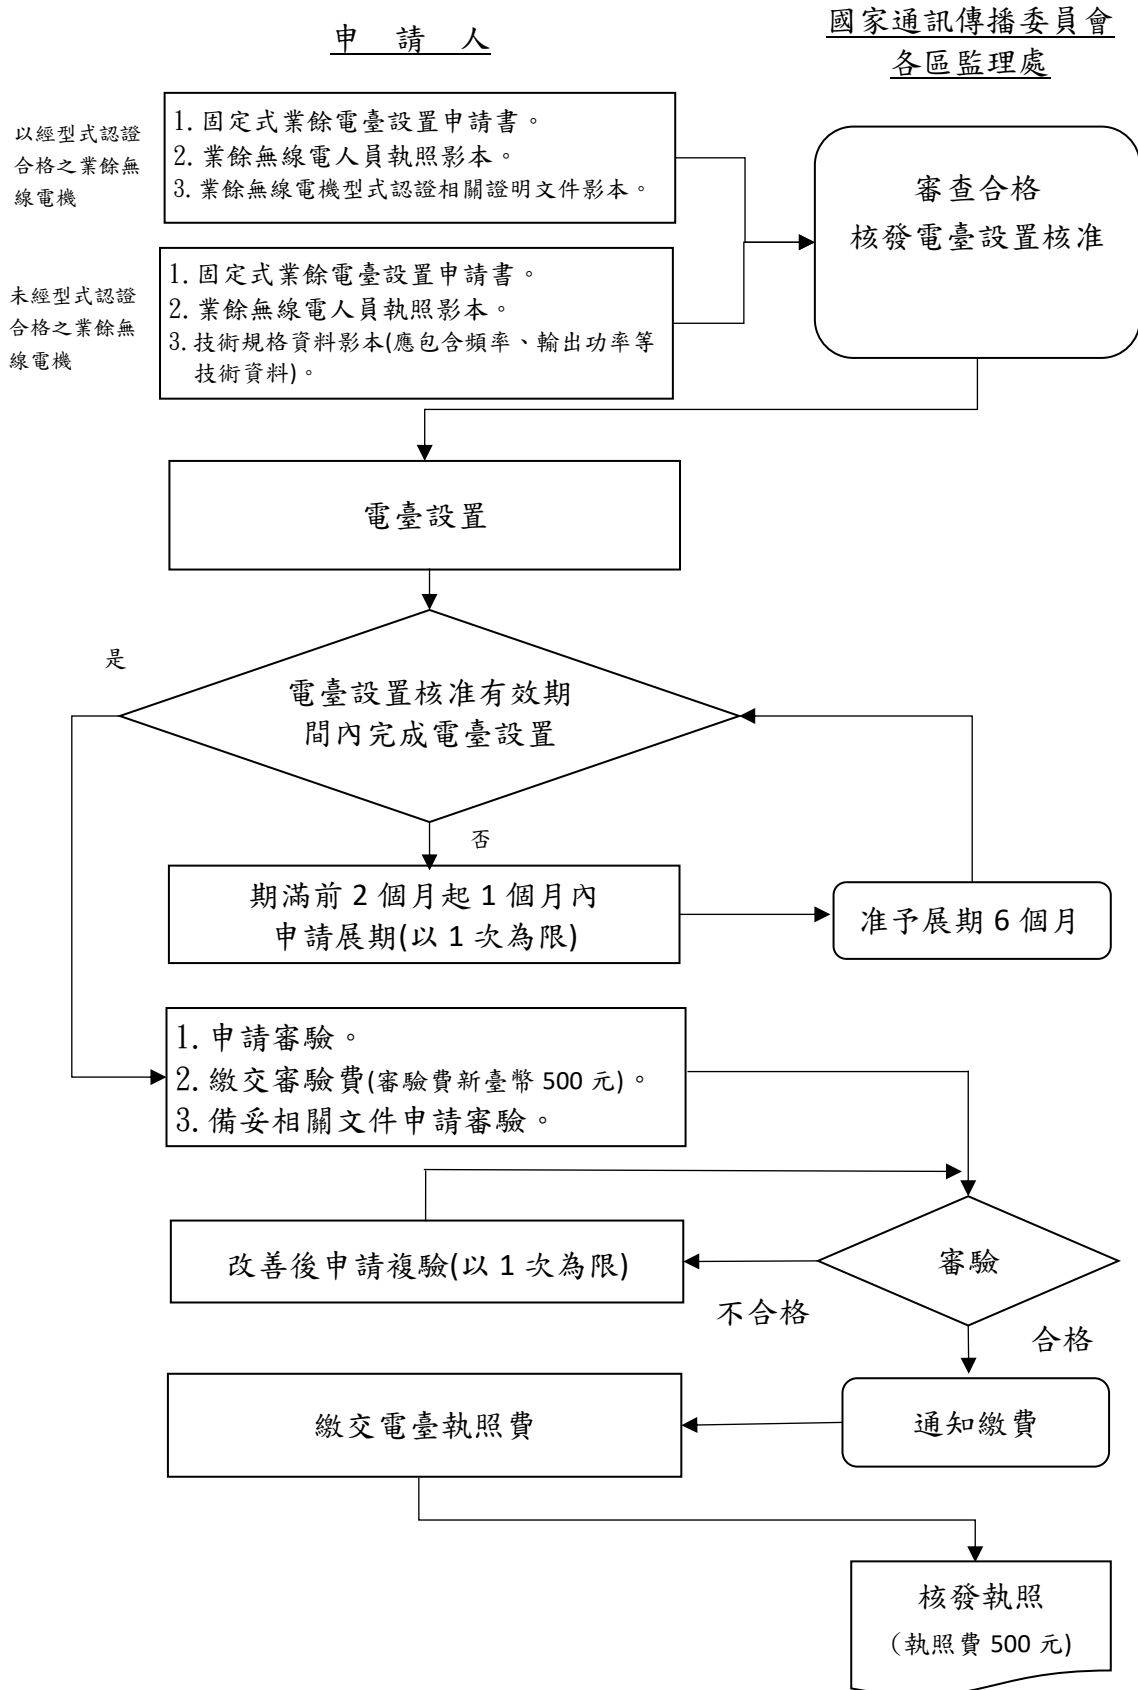 申 請 人
國家通訊傳播委員會
各區監理處
以經型式認證
合格之業餘無
線電機
1. 固定式業餘電臺設置申請書。
2. 業餘無線電人員執照影本。
3. 業餘無線電機型式認證相關證明文件影本。
審查合格
核發電臺設置核准
未經型式認證
合格之業餘無
線電機
1. 固定式業餘電臺設置申請書。
2. 業餘無線電人員執照影本。
3. 技術規格資料影本(應包含頻率、輸出功率等
技術資料)。
電臺設置
是
電臺設置核准有效期
間內完成電臺設置
否
期滿前 2 個月起 1 個月內
申請展期(以 1 次為限)
准予展期 6 個月
1. 申請審驗。
2. 繳交審驗費(審驗費新臺幣 500 元)。
3. 備妥相關文件申請審驗。
改善後申請複驗(以 1 次為限)
審驗
不合格
合格
繳交電臺執照費
通知繳費
核發執照
（執照費 500 元)